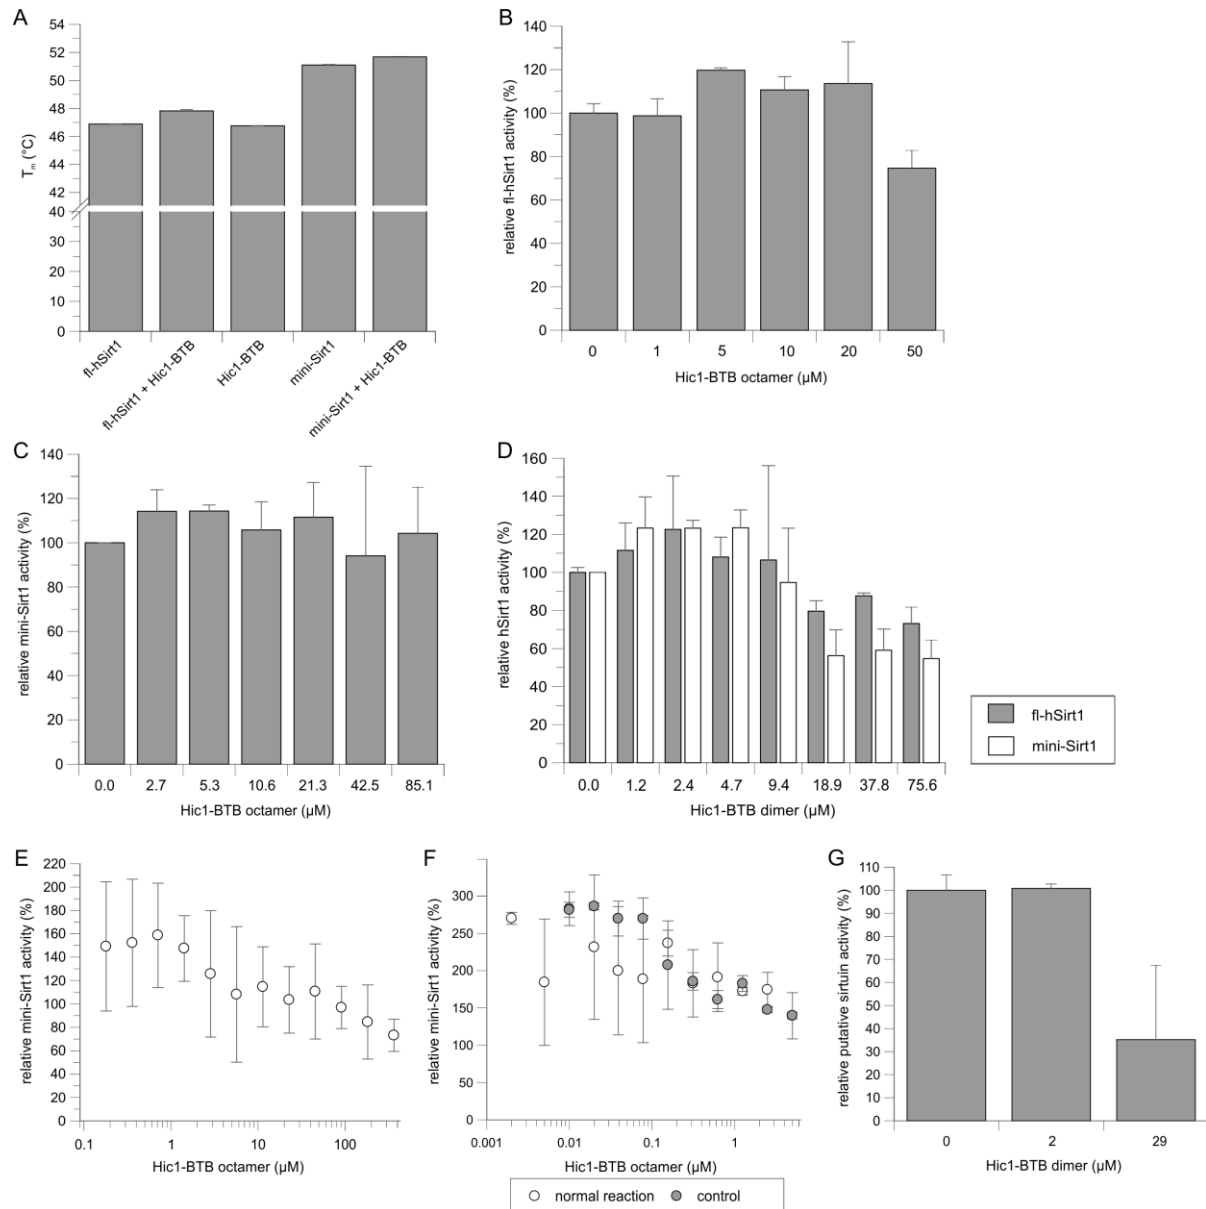 A
54
52
50
48
46
44
42
40
30
20
10
0
Tm (°C)
fl-hSirt1
fl-hSirt1 + Hic1-BTB
Hic1-BTB
mini-Sirt1
mini-Sirt1 + Hic1-BTB
B
140
120
100
80
60
40
20
0
relative fl-hSirt1 activity (%)
0 1 5 10 20 50
Hic1-BTB octamer (µM)
C
140
120
100
80
60
40
20
0
relative mini-Sirt1 activity (%)
0.0 2.7 5.3 10.6 21.3 42.5 85.1
Hic1-BTB octamer (µM)
D
160
140
120
100
80
60
40
20
0
relative hSirt1 activity (%)
0.0 1.2 2.4 4.7 9.4 18.9 37.8 75.6
Hic1-BTB dimer (µM)
fl-hSirt1
mini-Sirt1
E
220
200
180
160
140
120
100
80
60
40
20
0
relative mini-Sirt1 activity (%)
0.1 1 10 100
Hic1-BTB octamer (µM)
F
300
250
200
150
100
50
0
relative mini-Sirt1 activity (%)
0.001 0.01 0.1 1
Hic1-BTB octamer (µM)
normal reaction control
G
110
100
90
80
70
60
50
40
30
20
10
0
relative putative sirtuin activity (%)
0 2 29
Hic1-BTB dimer (µM)